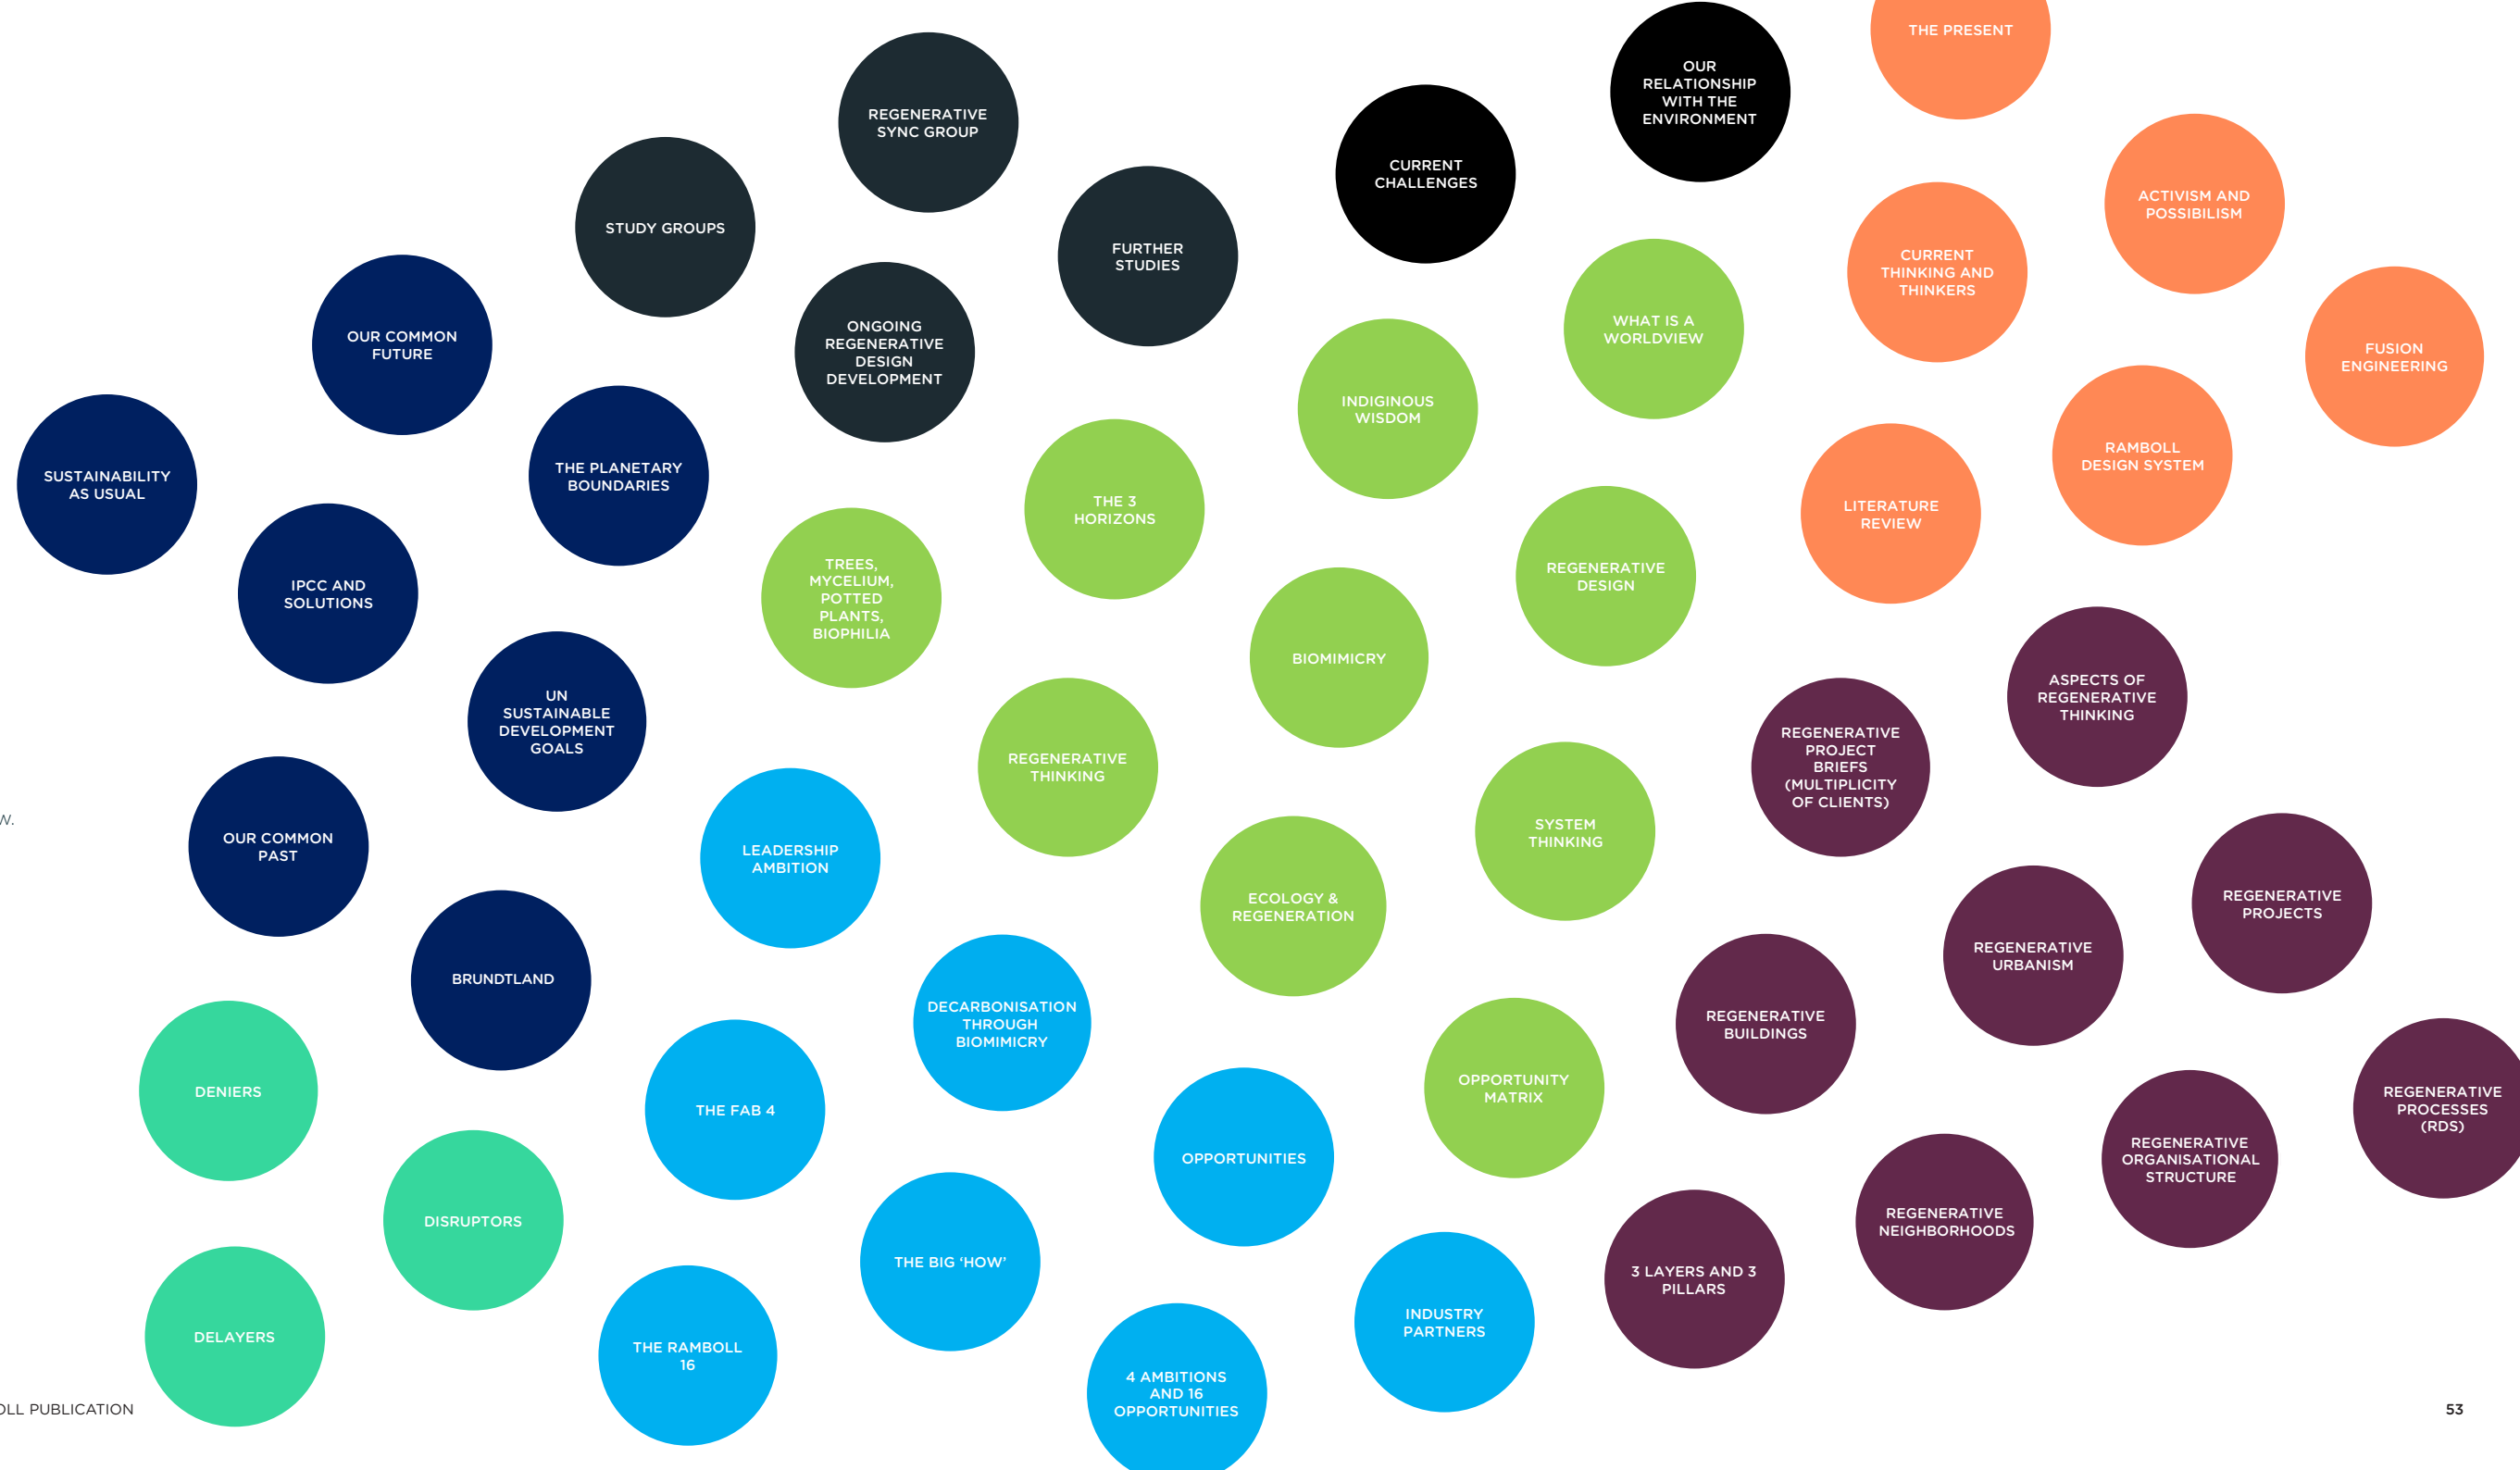 THE PRESENT
OUR
RELATIONSHIP
WITH THE
ENVIRONMENT
REGENERATIVE
SYNC GROUP
CURRENT
CHALLENGES
ACTIVISM AND
POSSIBILISM
STUDY GROUPS
FURTHER
STUDIES
CURRENT
THINKING AND
THINKERS
OUR COMMON
FUTURE
ONGOING
REGENERATIVE
DESIGN
DEVELOPMENT
WHAT IS A
WORLDVIEW
FUSION
ENGINEERING
INDIGINOUS
WISDOM
RAMBOLL
DESIGN SYSTEM
SUSTAINABILITY
AS USUAL
THE PLANETARY
BOUNDARIES
THE 3
HORIZONS
LITERATURE
REVIEW
IPCC AND
SOLUTIONS
TREES,
MYCELIUM,
POTTED
PLANTS,
BIOPHILIA
REGENERATIVE
DESIGN
BIOMIMICRY
ASPECTS OF
REGENERATIVE
THINKING
UN
SUSTAINABLE
DEVELOPMENT
GOALS
REGENERATIVE
THINKING
REGENERATIVE
PROJECT
BRIEFS
(MULTIPLICITY
OF CLIENTS)
W.
OUR COMMON
PAST
LEADERSHIP
AMBITION
SYSTEM
THINKING
ECOLOGY &
REGENERATION
REGENERATIVE
PROJECTS
BRUNDTLAND
REGENERATIVE
URBANISM
DECARBONISATION
THROUGH
BIOMIMICRY
REGENERATIVE
BUILDINGS
DENIERS
THE FAB 4
OPPORTUNITY
MATRIX
REGENERATIVE
PROCESSES
(RDS)
OPPORTUNITIES
REGENERATIVE
ORGANISATIONAL
STRUCTURE
DISRUPTORS
REGENERATIVE
NEIGHBORHOODS
THE BIG ‘HOW’
3 LAYERS AND 3
PILLARS
DELAYERS
THE RAMBOLL
16
INDUSTRY
PARTNERS
4 AMBITIONS
AND 16
OPPORTUNITIES
OLL PUBLICATION
53